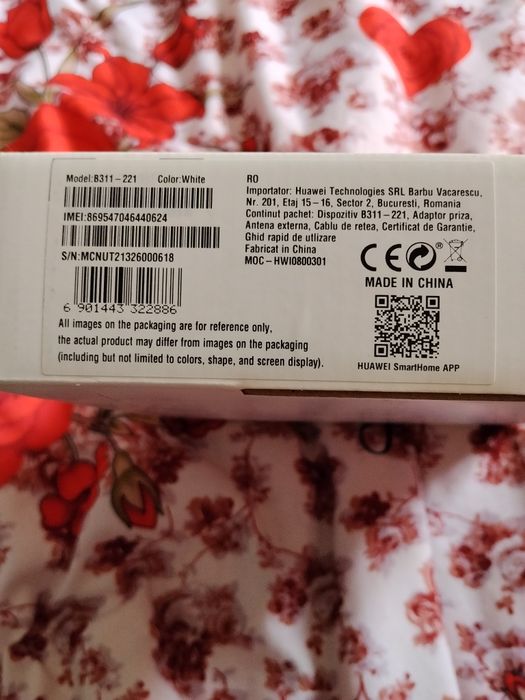 Model:B311-221 Color:White
IMEI:869547046440624
S/N:MCNUT21326000618
6 901443 322886
All images on the packaging are for reference only,
the actual product may differ from images on the packaging
(including but not limited to colors, shape, and screen display).
RO
Importator: Huawei Technologies SRL Barbu Vacarescu,
Nr. 201, Etaj 15-16, Sector 2, Bucuresti, Romania
Continut pachet: Dispozitiv B311-221, Adaptor priza,
Antena externa, Cablu de retea, Certificat de Garantie,
Ghid rapid de utlizare
Fabricat in China
MOC-HWI0800301
CE
MADE IN CHINA
HUAWEI SmartHome APP